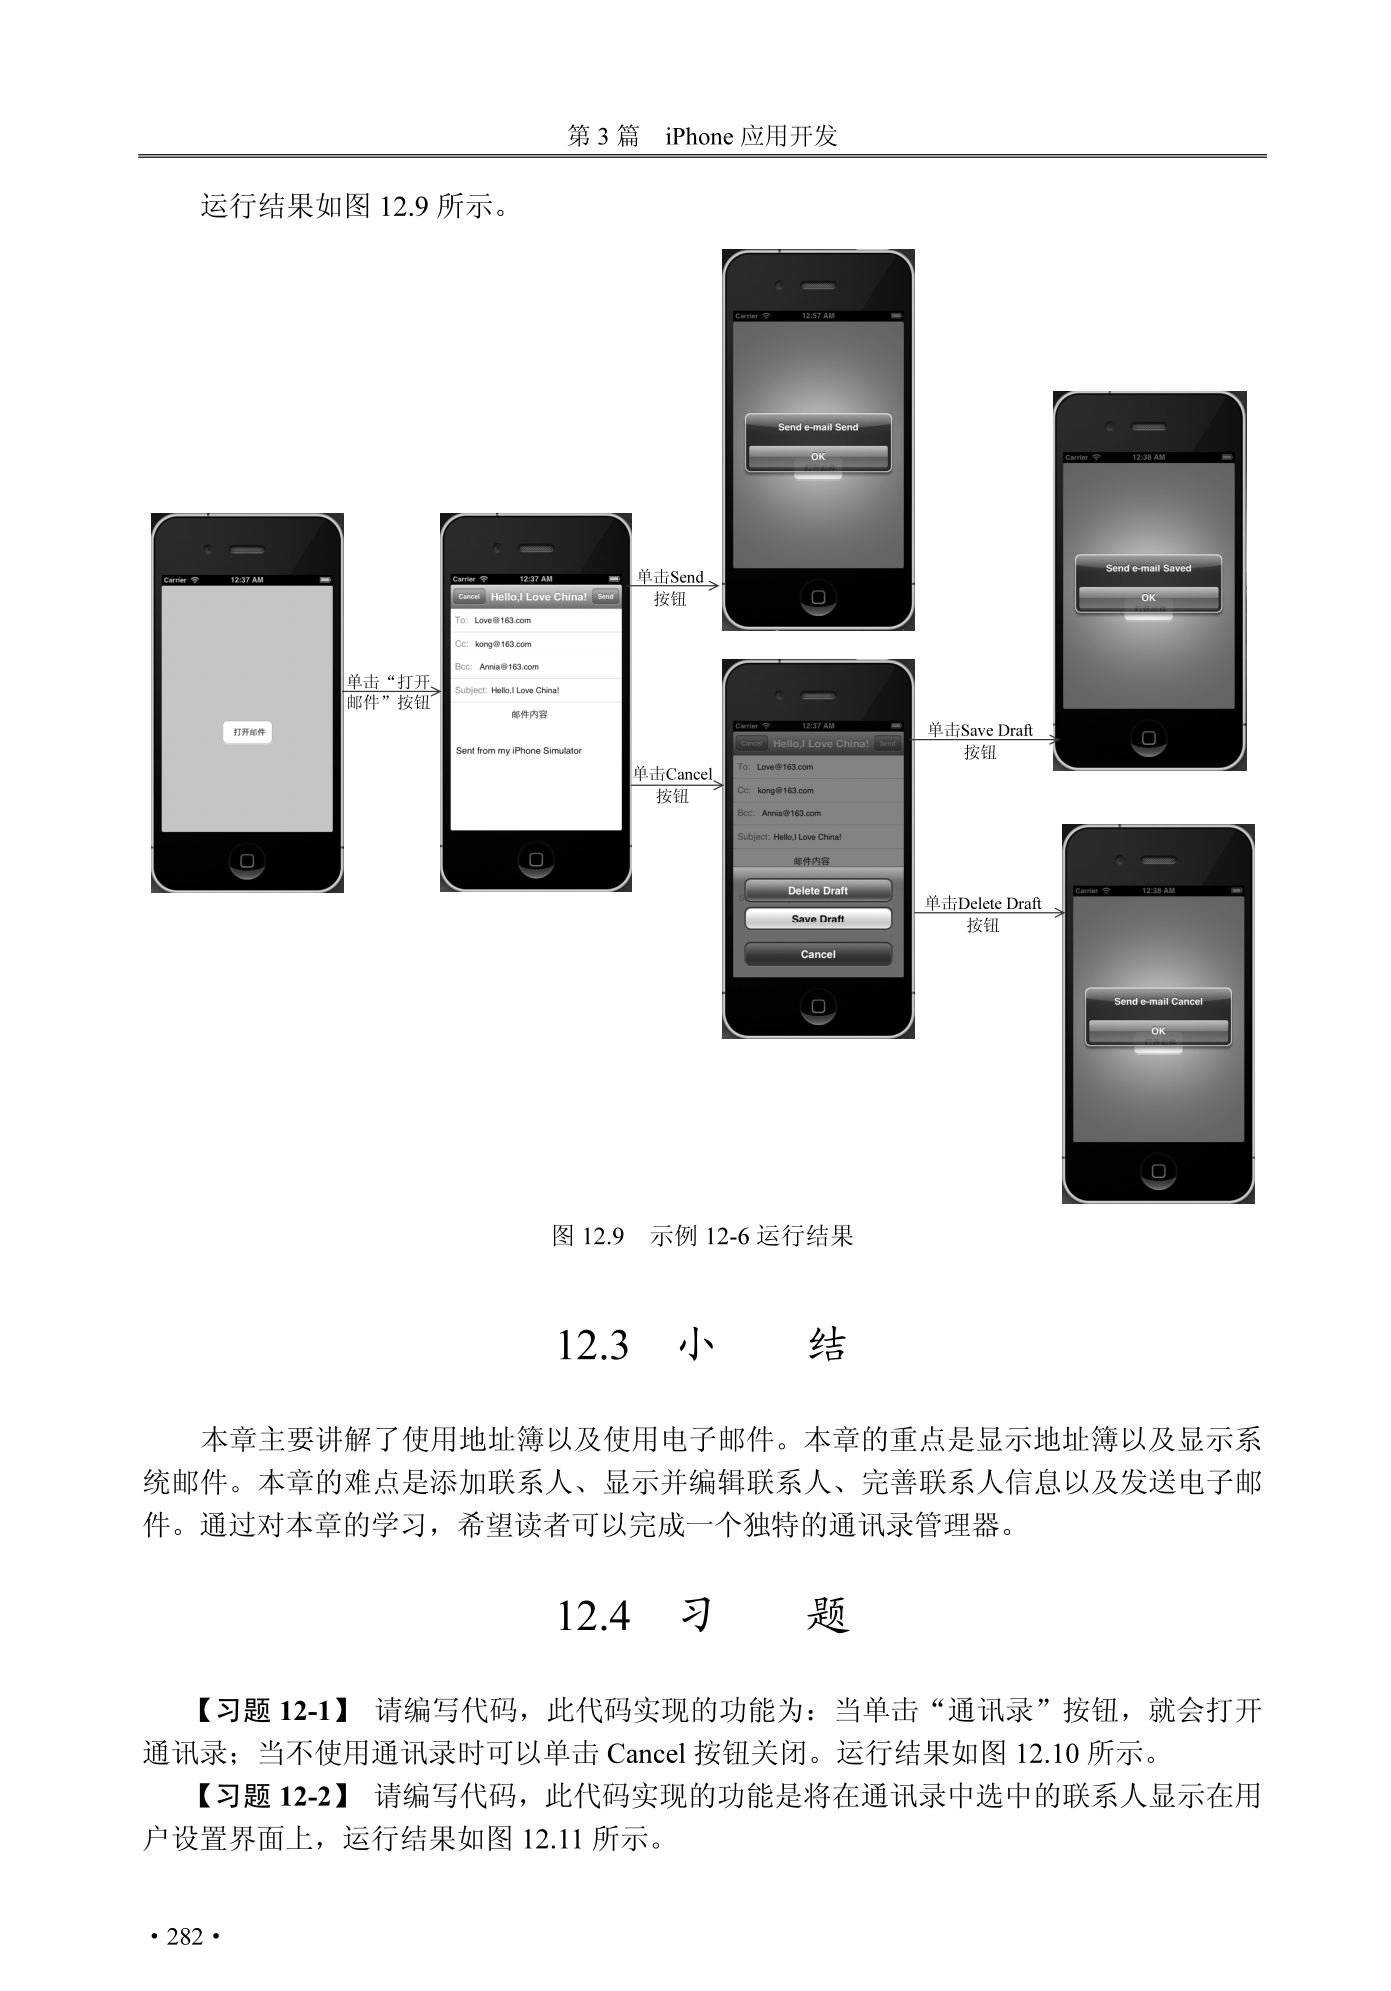 第 3 篇　iPhone 应用开发
运行结果如图 12.9 所示。
Carrier 12:37 AM
打开邮件
单击“打开
邮件”按钮
Carrier 12:37 AM
Cancel Hello,I Love China! Send
To: Love@163.com
Cc: kong@163.com
Bcc: Annia@163.com
Subject: Hello,I Love China!
邮件内容
Sent from my iPhone Simulator
单击Send
按钮
Carrier 12:57 AM
Send e-mail Send
OK
打开邮件
单击Cancel
按钮
Carrier 12:37 AM
Cancel Hello,I Love China! Send
To: Love@163.com
Cc: kong@163.com
Bcc: Annia@163.com
Subject: Hello,I Love China!
邮件内容
Delete Draft
Save Draft
Cancel
单击Save Draft
按钮
Carrier 12:38 AM
Send e-mail Saved
OK
打开邮件
单击Delete Draft
按钮
Carrier 12:38 AM
Send e-mail Cancel
OK
打开邮件
图 12.9　示例 12-6 运行结果
12.3　小　　结
本章主要讲解了使用地址簿以及使用电子邮件。本章的重点是显示地址簿以及显示系
统邮件。本章的难点是添加联系人、显示并编辑联系人、完善联系人信息以及发送电子邮
件。通过对本章的学习，希望读者可以完成一个独特的通讯录管理器。
12.4　习　　题
【习题 12-1】 请编写代码，此代码实现的功能为：当单击“通讯录”按钮，就会打开
通讯录；当不使用通讯录时可以单击 Cancel 按钮关闭。运行结果如图 12.10 所示。
【习题 12-2】 请编写代码，此代码实现的功能是将在通讯录中选中的联系人显示在用
户设置界面上，运行结果如图 12.11 所示。
• 282 •